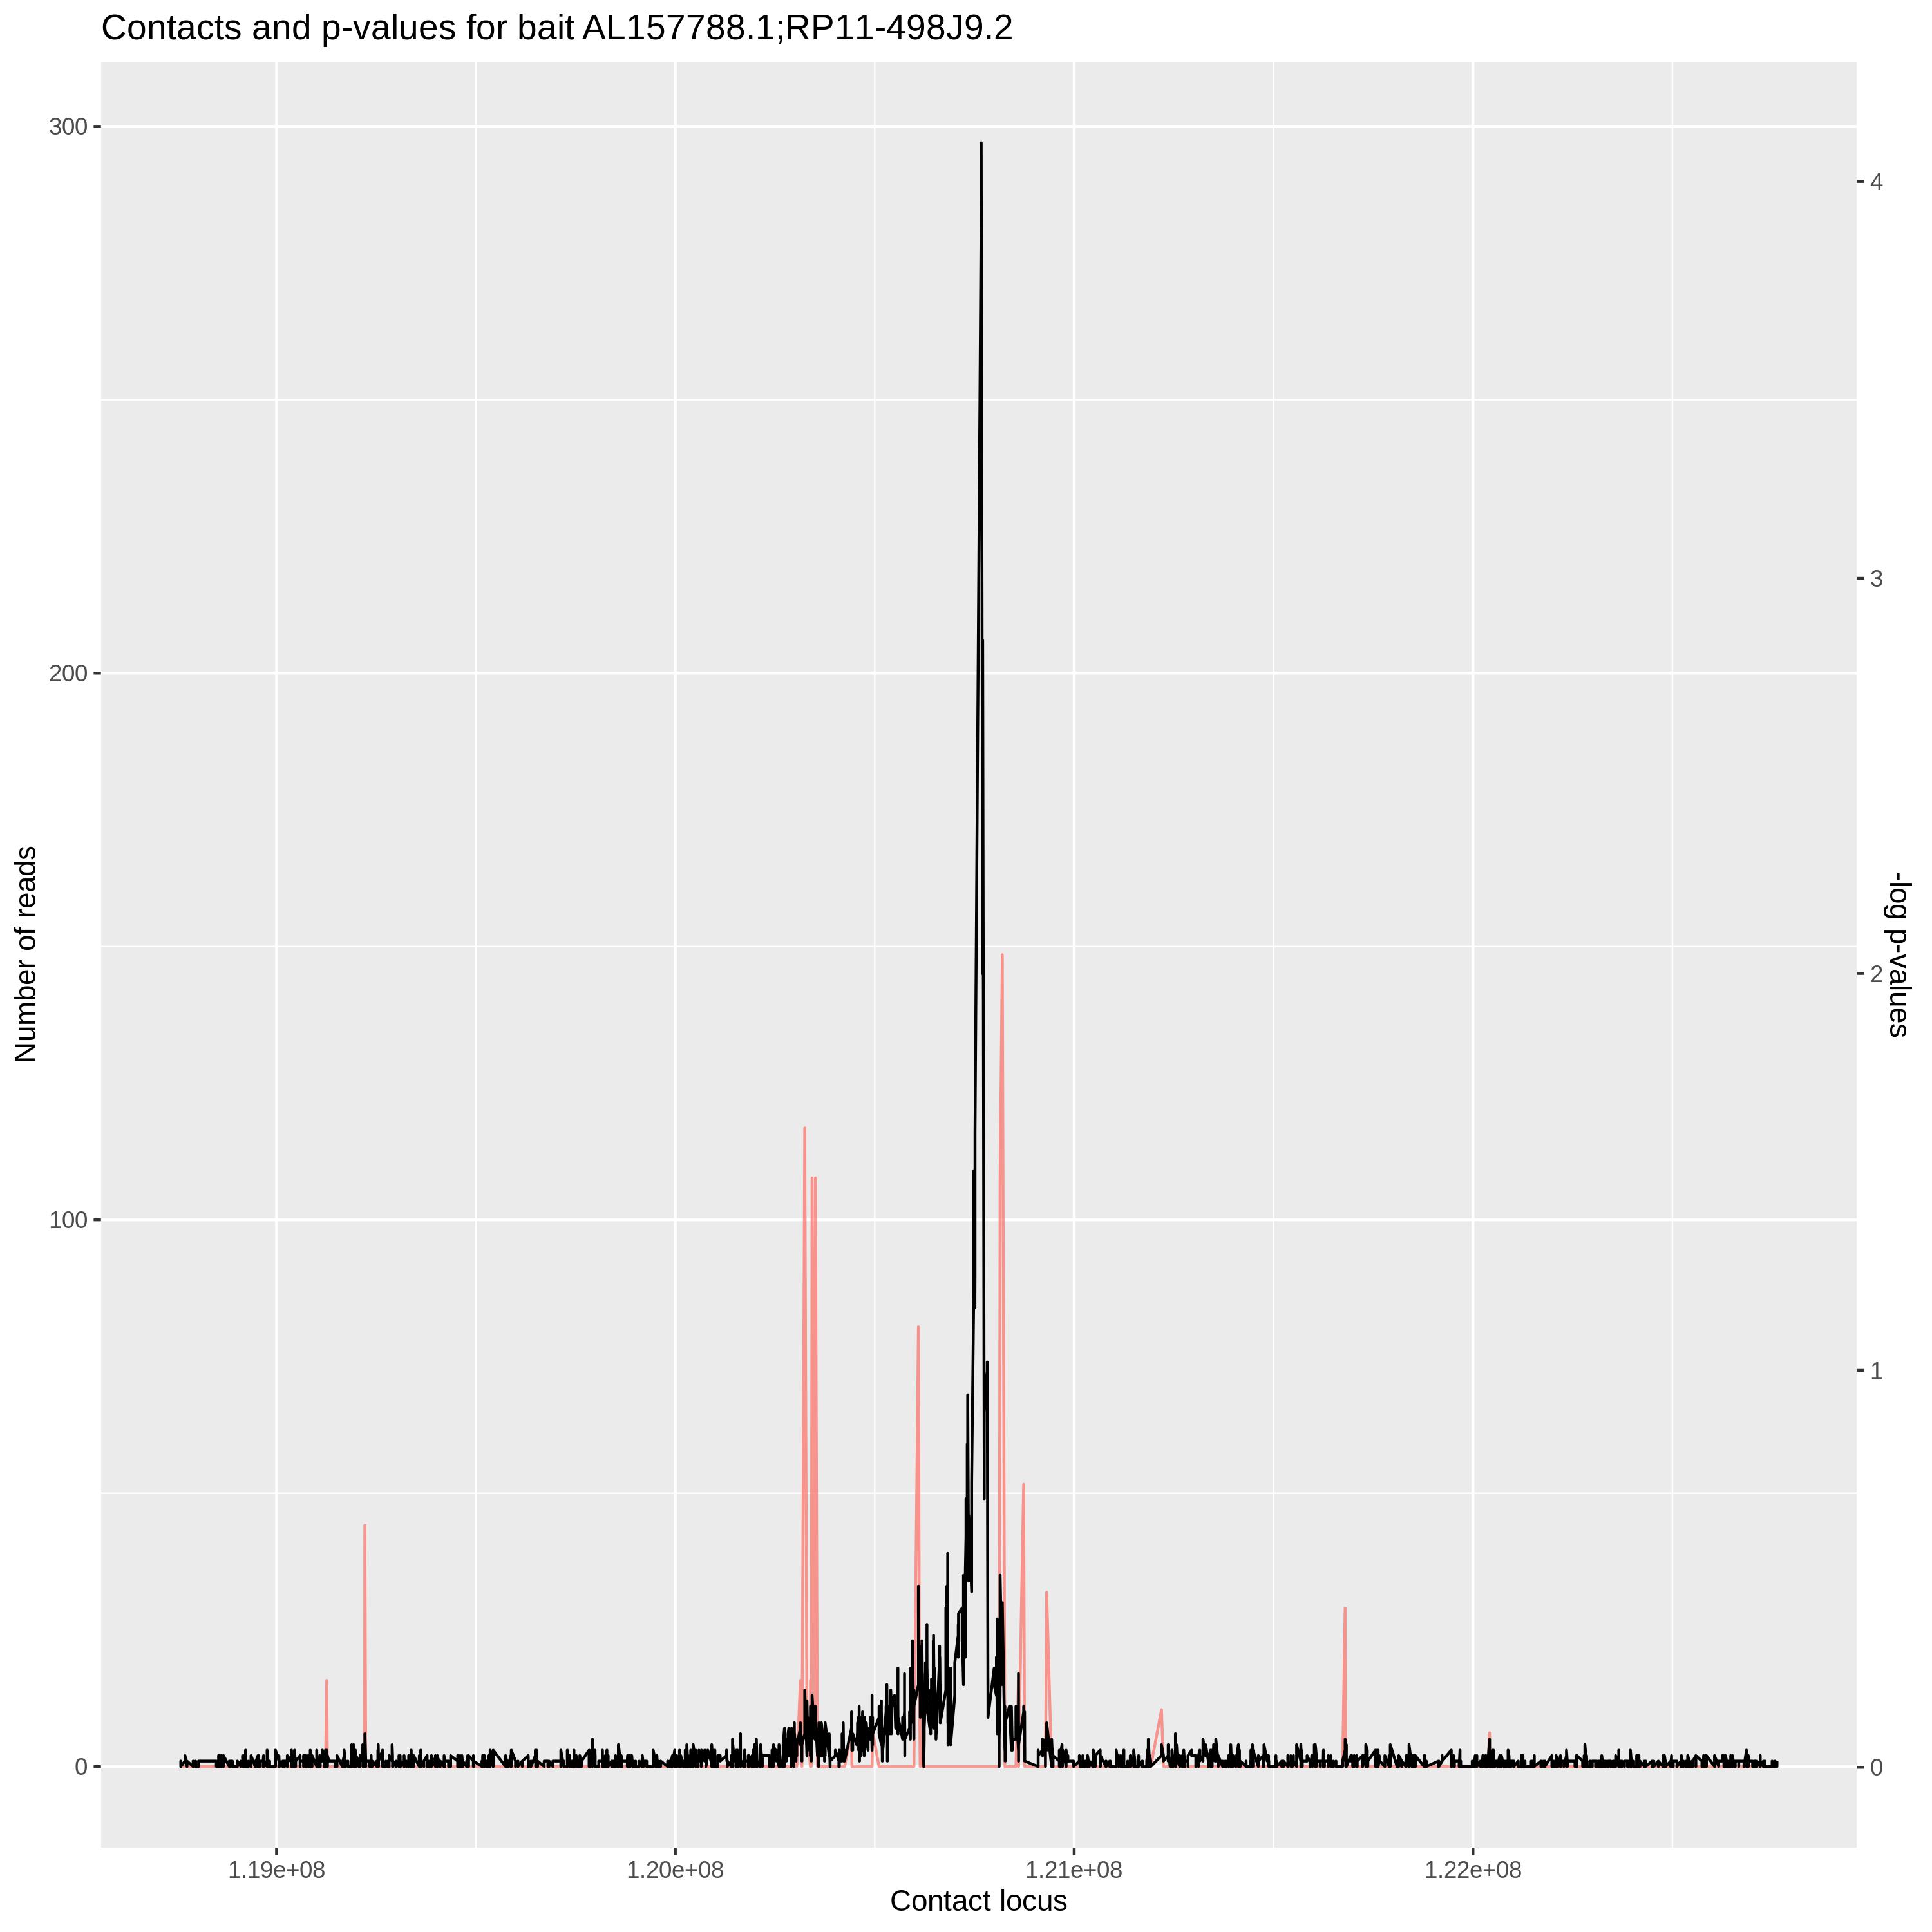 Contacts and p-values for bait AL157788.1;RP11-498J9.2
300
200
100
0
Number of reads
4
3
2
1
0
-log p-values
1.19e+08
1.20e+08
1.21e+08
1.22e+08
Contact locus